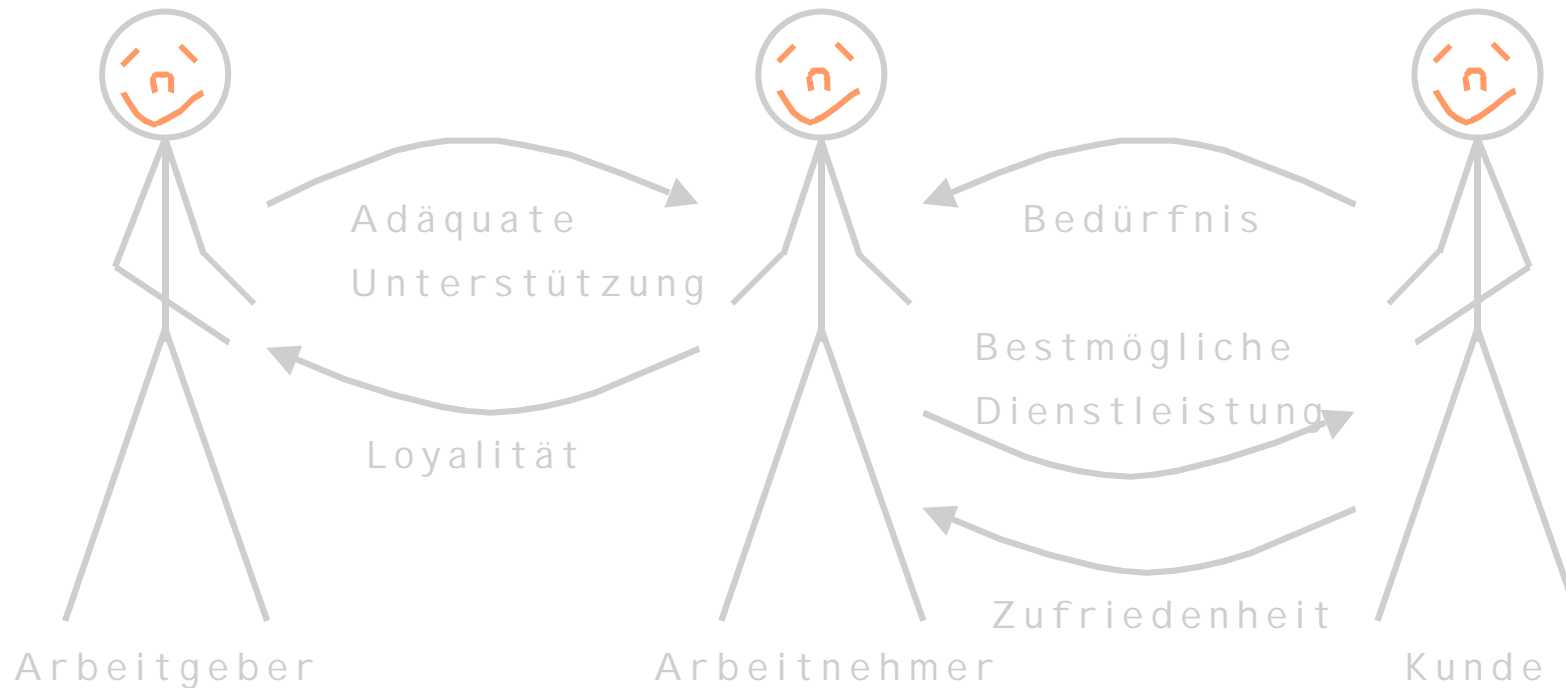 Adäquate
Unterstützung
Bedürfnis
Bestmögliche
Dienstleistung
Loyalität
Zufriedenheit
Arbeitgeber
Arbeitnehmer
Kunde